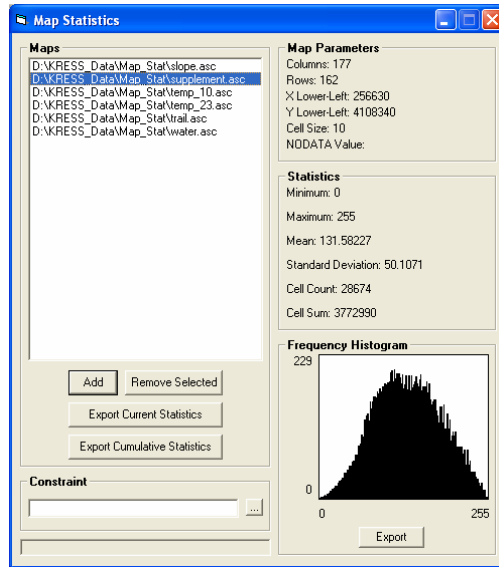 Map Statistics
Maps
D:\KRESS_Data\Map_Stat\slope.asc
D:\KRESS_Data\Map_Stat\supplement.asc
D:\KRESS_Data\Map_Stat\temp_10.asc
D:\KRESS_Data\Map_Stat\temp_23.asc
D:\KRESS_Data\Map_Stat\trail.asc
D:\KRESS_Data\Map_Stat\water.asc
Add
Remove Selected
Export Current Statistics
Export Cumulative Statistics
Constraint
...
Map Parameters
Columns: 177
Rows: 162
X Lower-Left: 256630
Y Lower-Left: 4108340
Cell Size: 10
NODATA Value:
Statistics
Minimum: 0
Maximum: 255
Mean: 131.58227
Standard Deviation: 50.1071
Cell Count: 28674
Cell Sum: 3772990
Frequency Histogram
229
0
0 255
Export